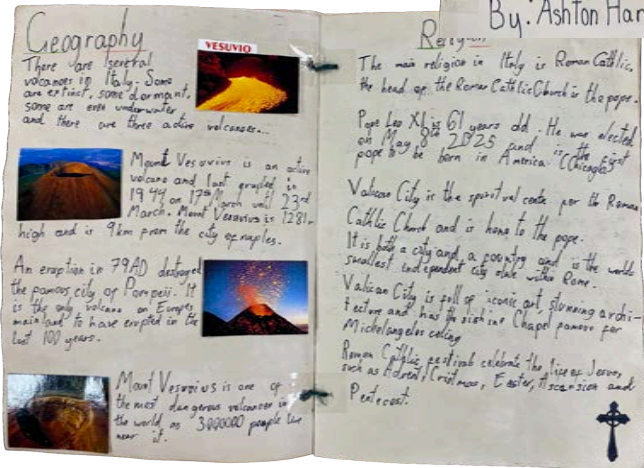 By. Ashton Har
Geography
There are several
volcanoes in Italy. Some
are extinct, some dormant,
some are even underwater
and there are three active volcanoes...
VESUVIO
Mount Vesuvius is an active
volcano and last erupted in
1944 on 17th March until 23rd
March. Mount Vesuvius is 1281m
high and is 9km from the city of naples.
An eruption in 79AD destroyed
the famous city of Pompeii. It
is the only volcano on Europes
mainland to have erupted in the
last 100 years.
Mount Vesuvius is one of
the most dangerous volcanoes in
the world as 3000000 people live
near it.
Religion
The main religion in Italy is Roman Catholic,
the head of the Roman Catholic Church is the pope.
Pope Leo is 61 years old. He was elected
on May 8th 2025 and is the first
pope to be born in America. (Chicago)
Vatican City is the spiritual centre for the Roman
Catholic Church and is home to the pope.
It is both a city and a country and is the worlds
smallest independent city state within Rome.
Vatican City is full of iconic art, stunning archi-
tecture and has the Chapel famous for
Michelangelos ceiling
Roman Catholic festival celebrate the life of Jesus,
such as Advent, Cristmas, Easter, Ascension and
Pentecost.